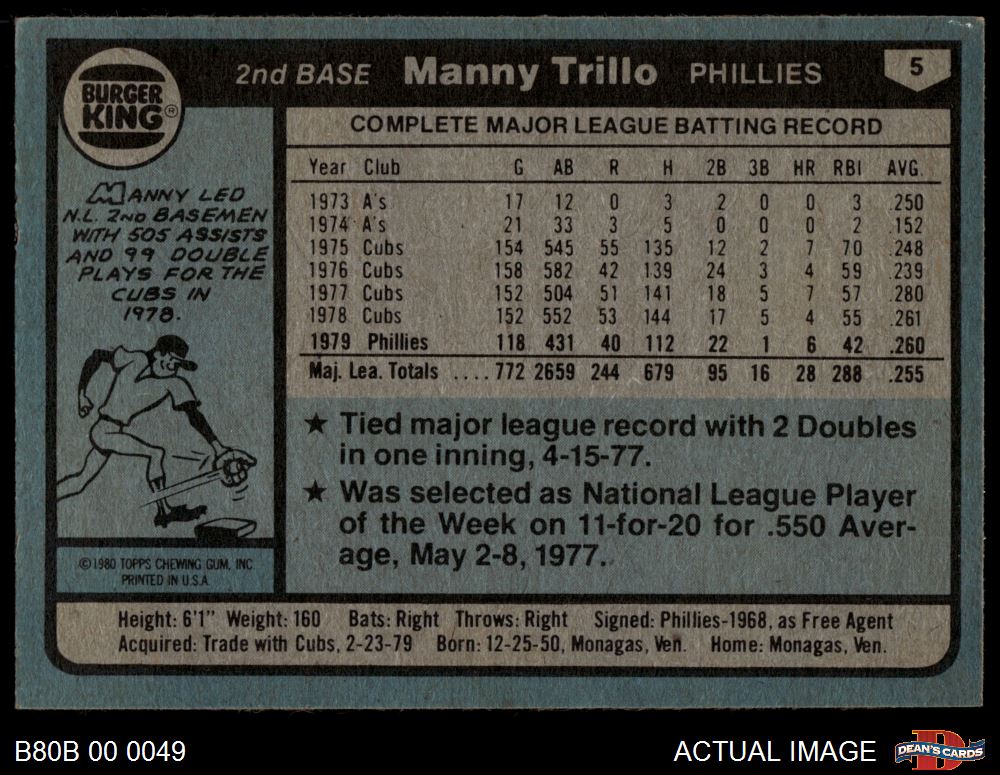 BURGER
KING®
2nd BASE Manny Trillo PHILLIES 5
MANNY LED
N.L. 2ND BASEMEN
WITH 505 ASSISTS
AND 99 DOUBLE
PLAYS FOR THE
CUBS IN
1978.
COMPLETE MAJOR LEAGUE BATTING RECORD
Year Club G AB R H 2B 3B HR RBI AVG.
1973 A's 17 12 0 3 2 0 0 3 .250
1974 A's 21 33 3 5 0 0 0 2 .152
1975 Cubs 154 545 55 135 12 2 7 70 .248
1976 Cubs 158 582 42 139 24 3 4 59 .239
1977 Cubs 152 504 51 141 18 5 7 57 .280
1978 Cubs 152 552 53 144 17 5 4 55 .261
1979 Phillies 118 431 40 112 22 1 6 42 .260
Maj. Lea. Totals .... 772 2659 244 679 95 16 28 288 .255
★ Tied major league record with 2 Doubles
in one inning, 4-15-77.
★ Was selected as National League Player
of the Week on 11-for-20 for .550 Aver-
age, May 2-8, 1977.
©1980 TOPPS CHEWING GUM, INC.
PRINTED IN U.S.A.
Height: 6'1" Weight: 160 Bats: Right Throws: Right Signed: Phillies-1968, as Free Agent
Acquired: Trade with Cubs, 2-23-79 Born: 12-25-50, Monagas, Ven. Home: Monagas, Ven.
B80B 00 0049 ACTUAL IMAGE DEAN'S CARDS